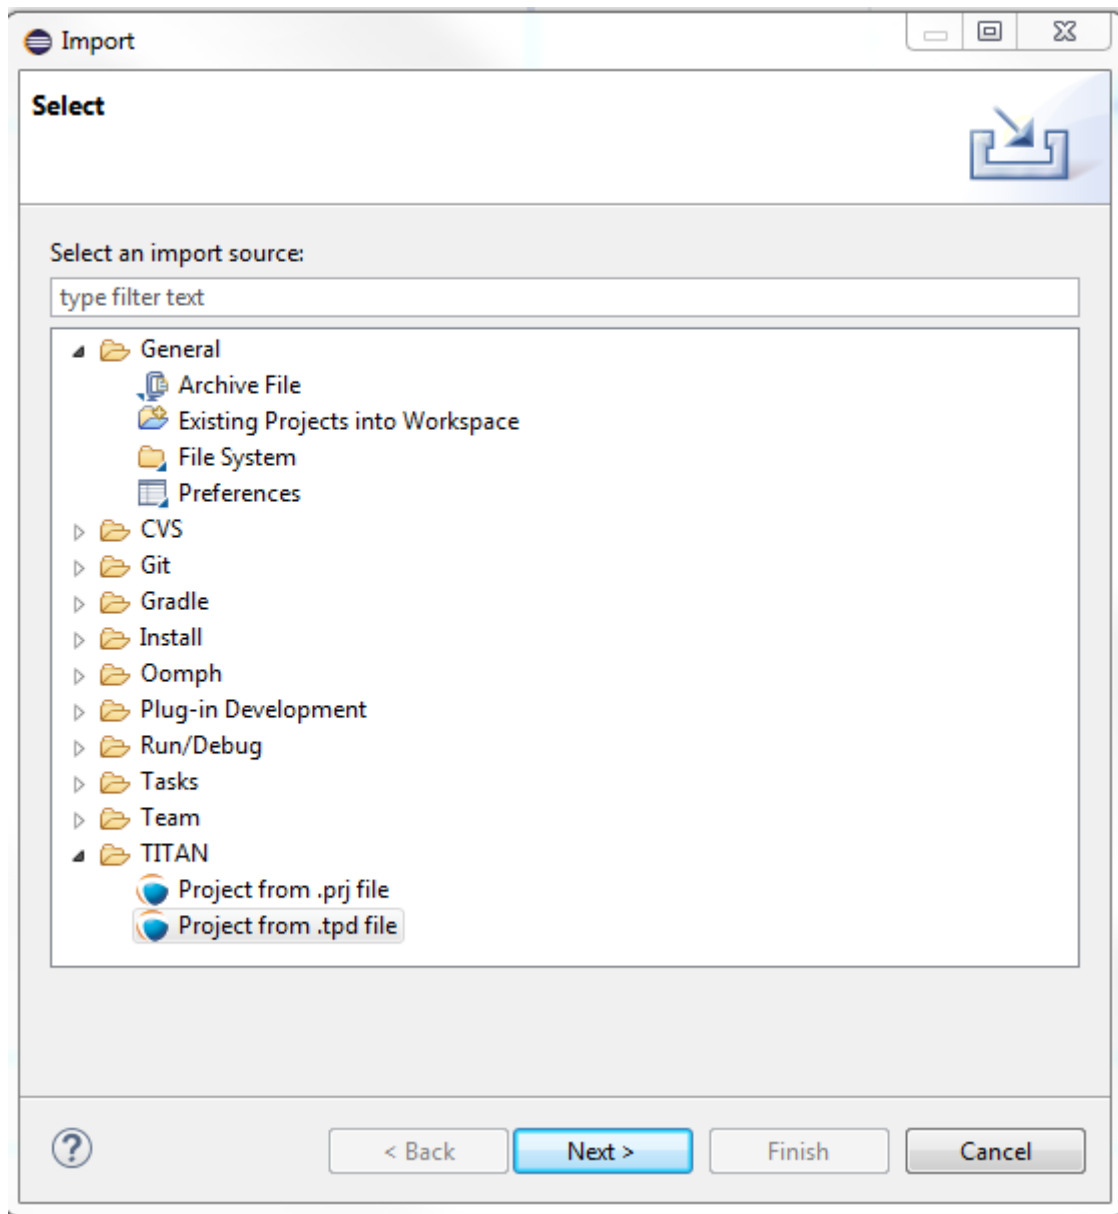 Import
Select
Select an import source:
type filter text
General
Archive File
Existing Projects into Workspace
File System
Preferences
CVS
Git
Gradle
Install
Oomph
Plug-in Development
Run/Debug
Tasks
Team
TITAN
Project from .prj file
Project from .tpd file
? < Back Next > Finish Cancel